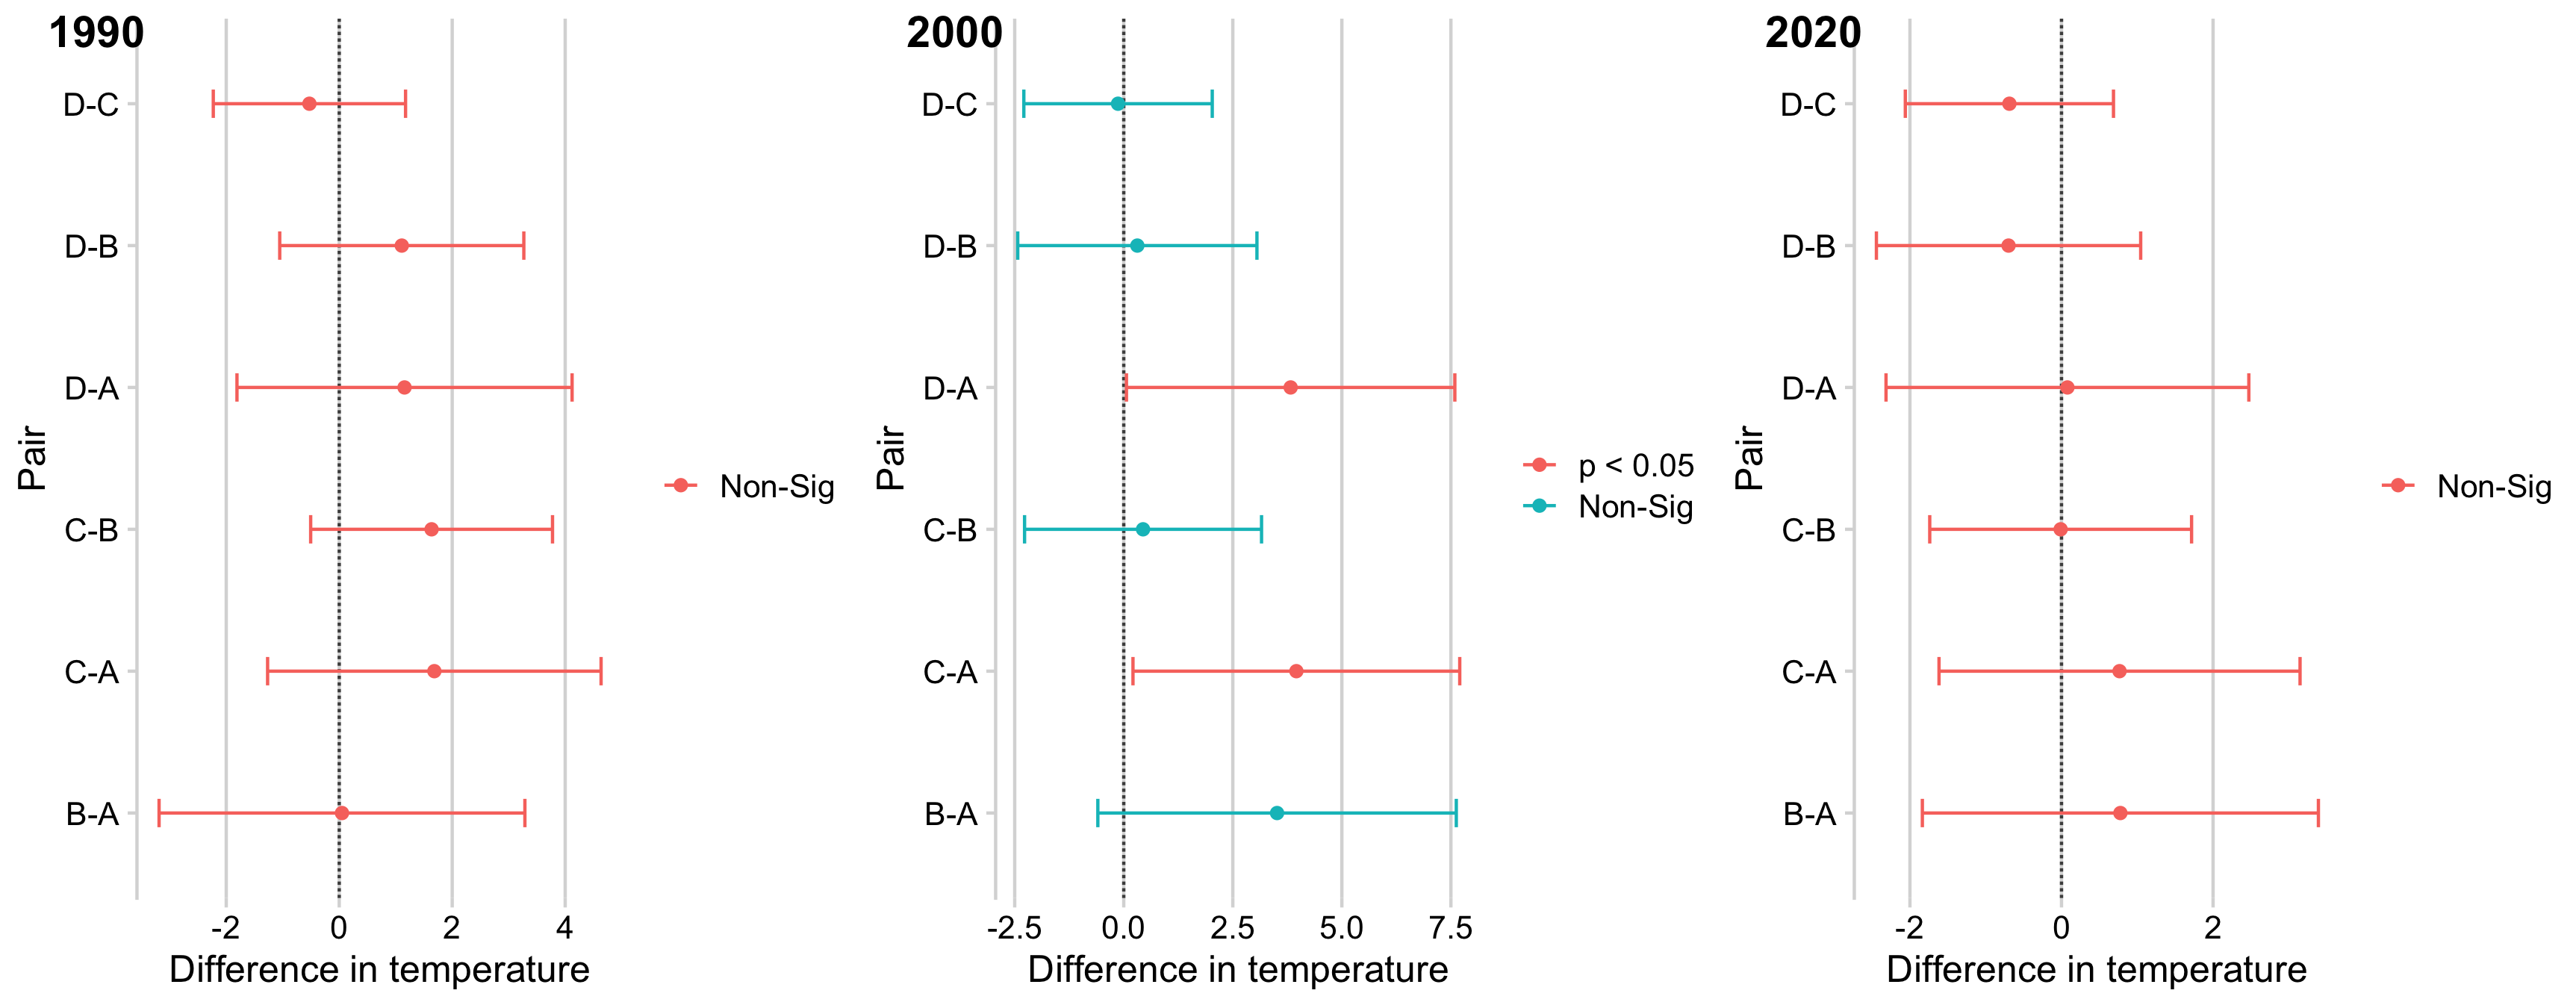 1990
D-C
D-B
D-A
C-B
C-A
B-A
Pair
-2 0 2 4
Difference in temperature
Non-Sig
2000
D-C
D-B
D-A
C-B
C-A
B-A
Pair
-2.5 0.0 2.5 5.0 7.5
Difference in temperature
p < 0.05
Non-Sig
2020
D-C
D-B
D-A
C-B
C-A
B-A
Pair
-2 0 2
Difference in temperature
Non-Sig